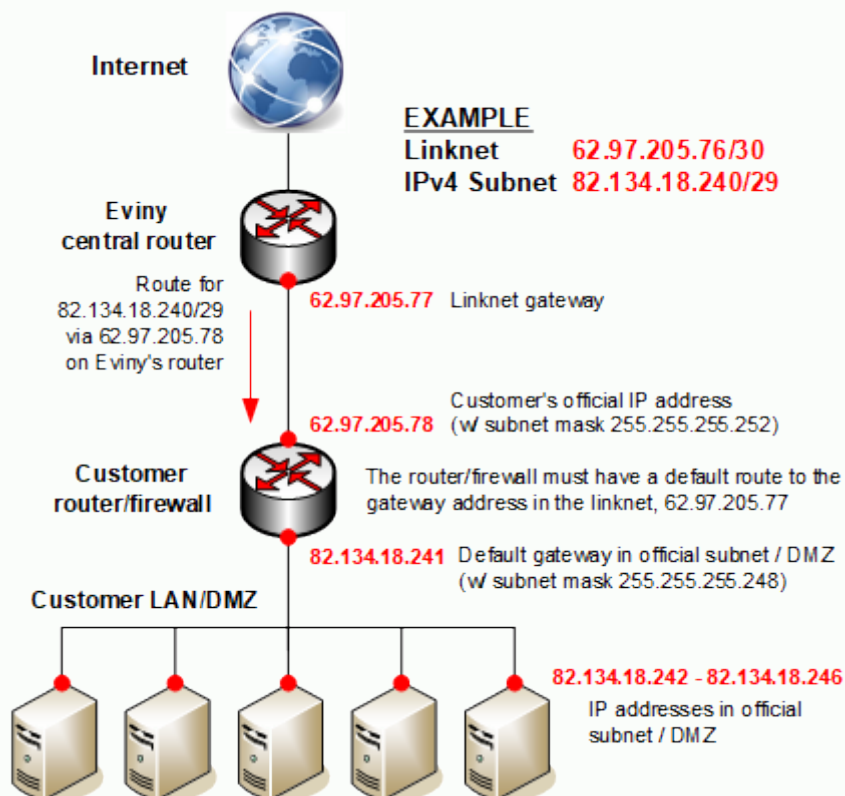 Internet
EXAMPLE
Linknet 62.97.205.76/30
IPv4 Subnet 82.134.18.240/29
Eviny
central router
Route for
82.134.18.240/29
via 62.97.205.78
on Eviny's router
62.97.205.77 Linknet gateway
62.97.205.78
Customer's official IP address
(w/ subnet mask 255.255.255.252)
Customer
router/firewall
The router/firewall must have a default route to the
gateway address in the linknet, 62.97.205.77
82.134.18.241
Default gateway in official subnet / DMZ
(w/ subnet mask 255.255.255.248)
Customer LAN/DMZ
82.134.18.242 - 82.134.18.246
IP addresses in official
subnet / DMZ